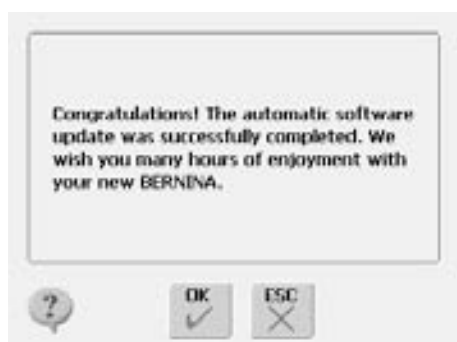 Congratulations! The automatic software
update was successfully completed. We
wish you many hours of enjoyment with
your new BERNINA.
?
OK
ESC